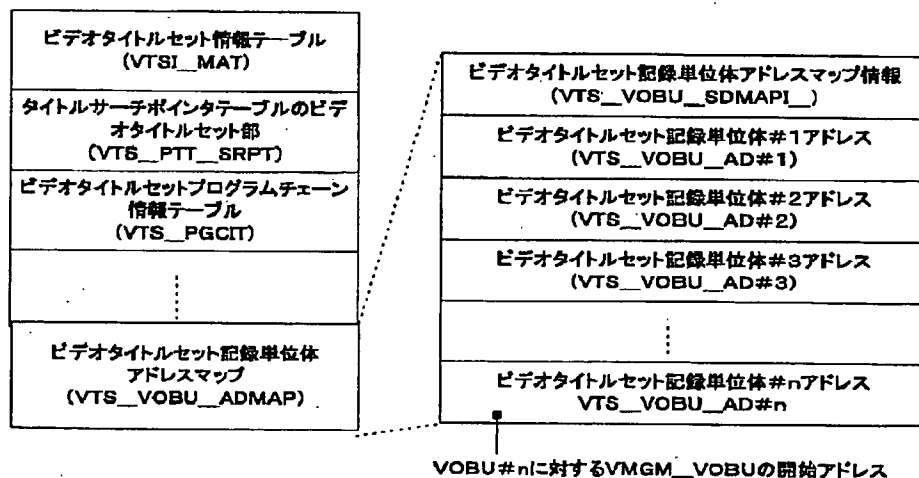 ビデオタイトルセット情報テーブル
(VTSI__MAT)
タイトルサーチポインタテーブルのビデ
オタイトルセット部
(VTS__PTT__SRPT)
ビデオタイトルセットプログラムチェーン
情報テーブル
(VTS__PGCIT)
ビデオタイトルセット記録単位体
アドレスマップ
(VTS__VOBU__ADMAP)
ビデオタイトルセット記録単位体アドレスマップ情報
(VTS__VOBU__SDMAPI__)
ビデオタイトルセット記録単位体#1アドレス
(VTS__VOBU__AD#1)
ビデオタイトルセット記録単位体#2アドレス
(VTS__VOBU__AD#2)
ビデオタイトルセット記録単位体#3アドレス
(VTS__VOBU__AD#3)
ビデオタイトルセット記録単位体#nアドレス
VTS__VOBU__AD#n
VOBU#nに対するVMGM__VOBUの開始アドレス